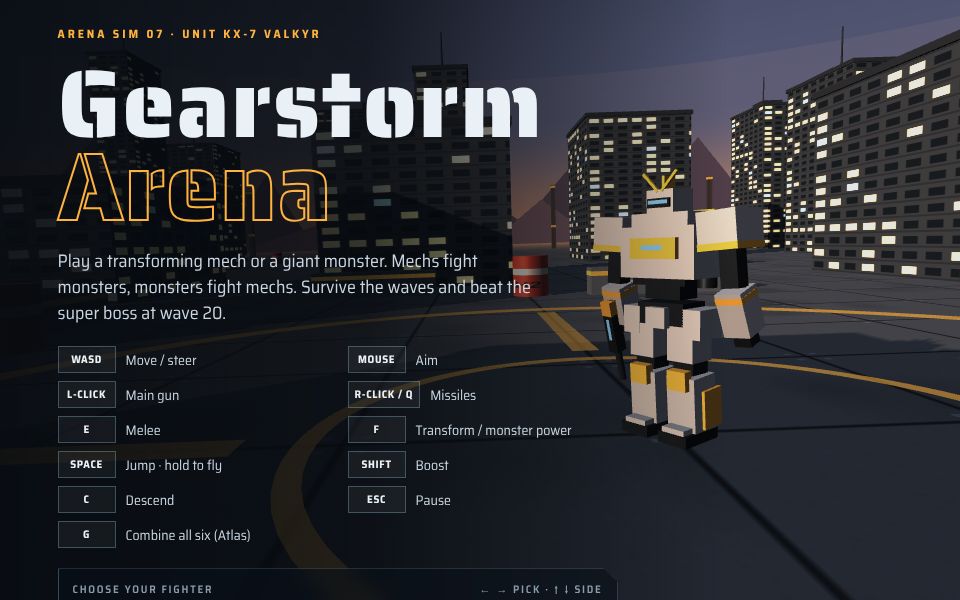 ARENA SIM 07 · UNIT KX-7 VALKYR
Gearstorm
Arena
Play a transforming mech or a giant monster. Mechs fight
monsters, monsters fight mechs. Survive the waves and beat the
super boss at wave 20.
WASD Move / steer
MOUSE Aim
L-CLICK Main gun
R-CLICK / Q Missiles
E Melee
F Transform / monster power
SPACE Jump · hold to fly
SHIFT Boost
C Descend
ESC Pause
G Combine all six (Atlas)
CHOOSE YOUR FIGHTER
← → PICK · ↑ ↓ SIDE